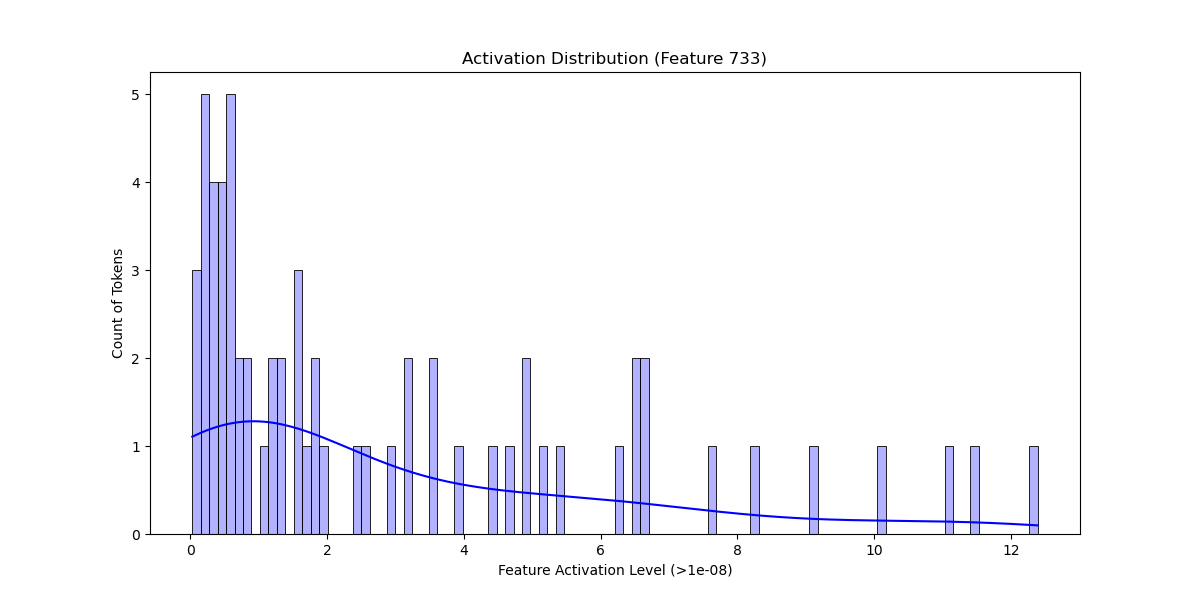 Activation Distribution (Feature 733)
5
4
3
2
1
0
Count of Tokens
0 2 4 6 8 10 12
Feature Activation Level (>1e-08)